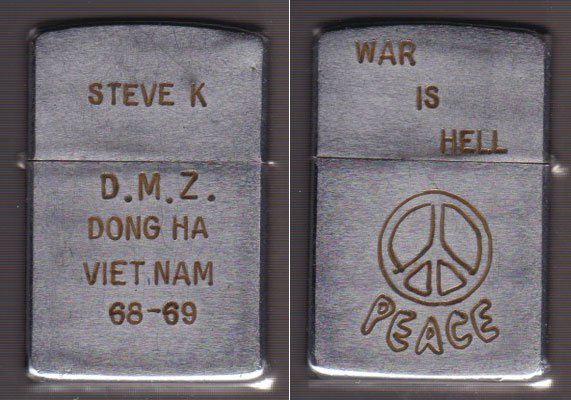 STEVE K
D.M.Z.
DONG HA
VIET.NAM
68-69
WAR
IS
HELL
PEACE